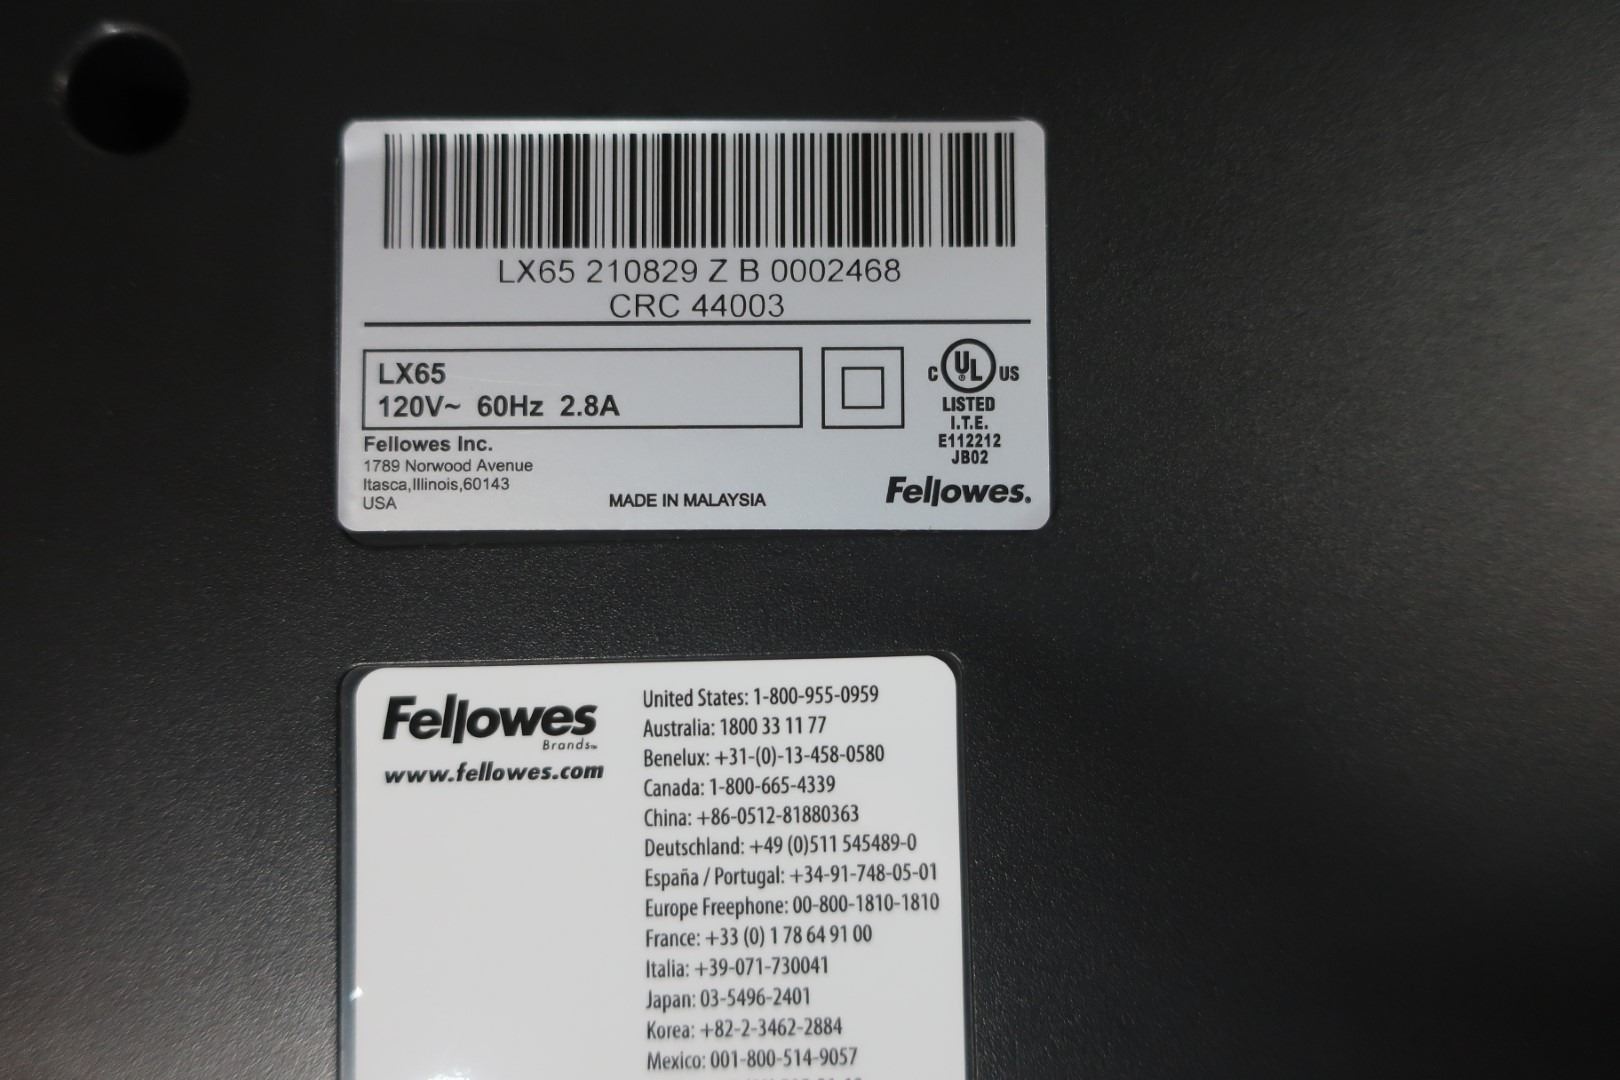 LX65 210829 Z B 0002468
CRC 44003
LX65
120V~ 60Hz 2.8A
C UL ® US
LISTED
I.T.E.
E112212
JB02
Fellowes Inc.
1789 Norwood Avenue
Itasca,Illinois,60143
USA
MADE IN MALAYSIA
Fellowes.
Fellowes
Brands™
www.fellowes.com
United States: 1-800-955-0959
Australia: 1800 33 11 77
Benelux: +31-(0)-13-458-0580
Canada: 1-800-665-4339
China: +86-0512-81880363
Deutschland: +49 (0)511 545489-0
España / Portugal: +34-91-748-05-01
Europe Freephone: 00-800-1810-1810
France: +33 (0) 1 78 64 91 00
Italia: +39-071-730041
Japan: 03-5496-2401
Korea: +82-2-3462-2884
Mexico: 001-800-514-9057